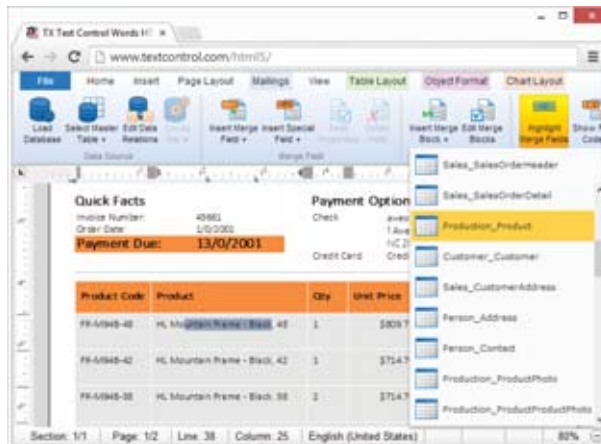 TX Text Control Words H
www.textcontrol.com/html5/
File Home Insert Page Layout Mailings View Table Layout Object Format Chart Layout
Load Database
Select Master Table
Edit Data Relations
Insert Merge Field
Insert Special Field
Insert Merge Block
Edit Merge Blocks
Highlight Merge Fields
Show F
Code
Data Source
Merge Field
Sales_SalesOrderHeader
Sales_SalesOrderDetail
Production_Product
Customer_Customer
Sales_CustomerAddress
Person_Address
Person_Contact
Production_ProductPhoto
Production_ProductProductPhoto
Quick Facts
Invoice Number:
Order Date: 1/0/2001
Payment Due: 13/0/2001
Payment Option
Check
Credit Card Cred
Product Code Product Qty Unit Price
FR-M94B-48 HL Mountain Frame - Black, 48 1
FR-M94B-42 HL Mountain Frame - Black, 42 1 $714.7
FR-M94B-38 HL Mountain Frame - Black, 38 2 $714.7
Section: 1/1 Page: 1/2 Line: 38 Column: 25 English (United States) 80%